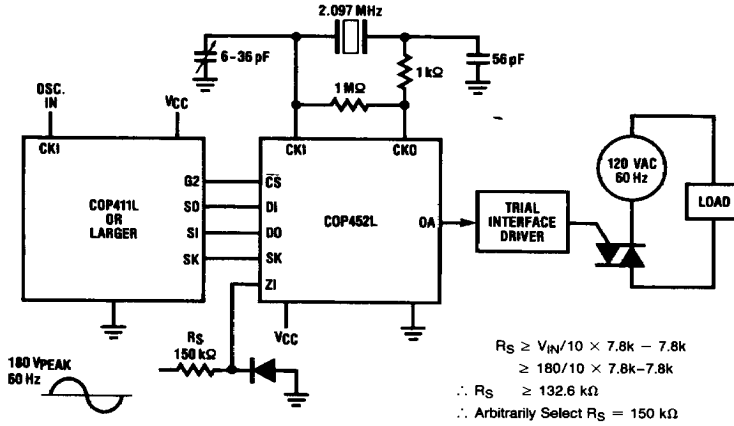 2.097 MHz
6-36 pF
56 pF
1 kΩ
1 MΩ
OSC.
IN
VCC
CKI
CKI
CKO
COP411L
OR
LARGER
G2
SO
SI
SK
CS
DI
DO
SK
ZI
COP452L
OA
TRIAL
INTERFACE
DRIVER
120 VAC
60 Hz
LOAD
VCC
RS
150 kΩ
180 VPEAK
60 Hz
RS ≥ VIN/10 × 7.8k − 7.8k
≥ 180/10 × 7.8k-7.8k
∴ RS ≥ 132.6 kΩ
∴ Arbitrarily Select RS = 150 kΩ